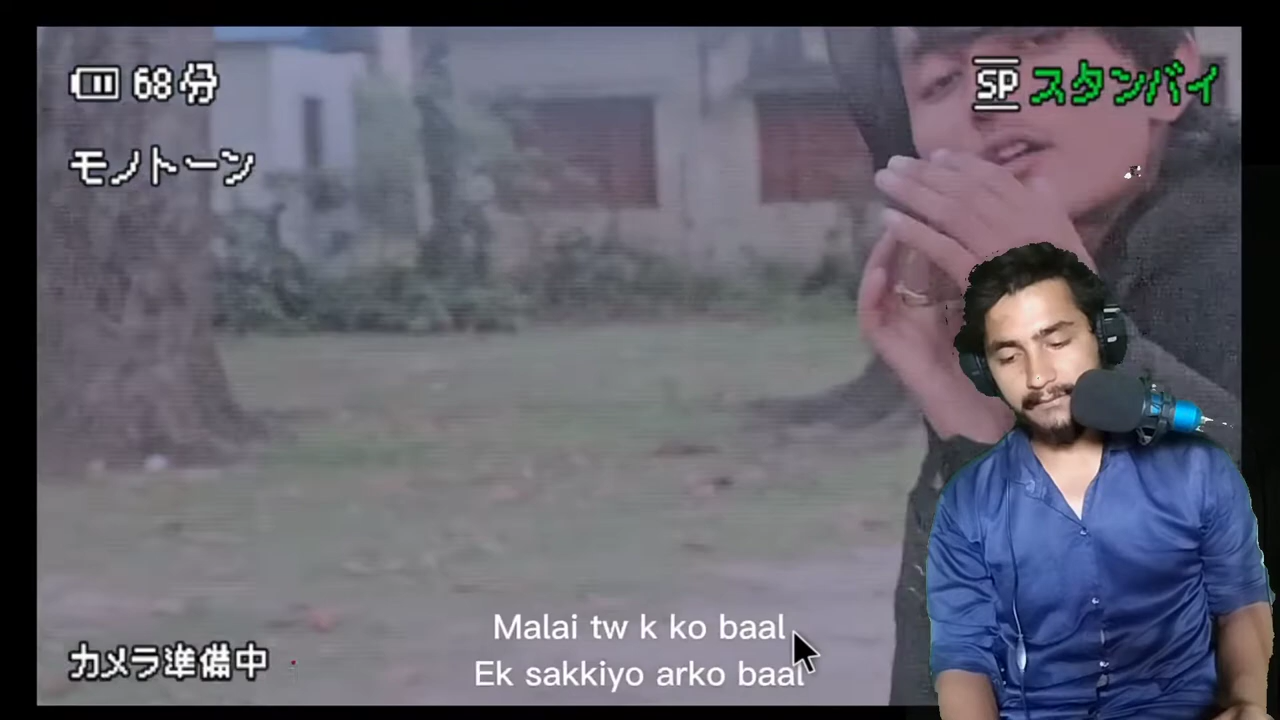 68分
SP スタンバイ
モノトーン
Malai tw k ko baal
Ek sakkiyo arko baal
カメラ準備中